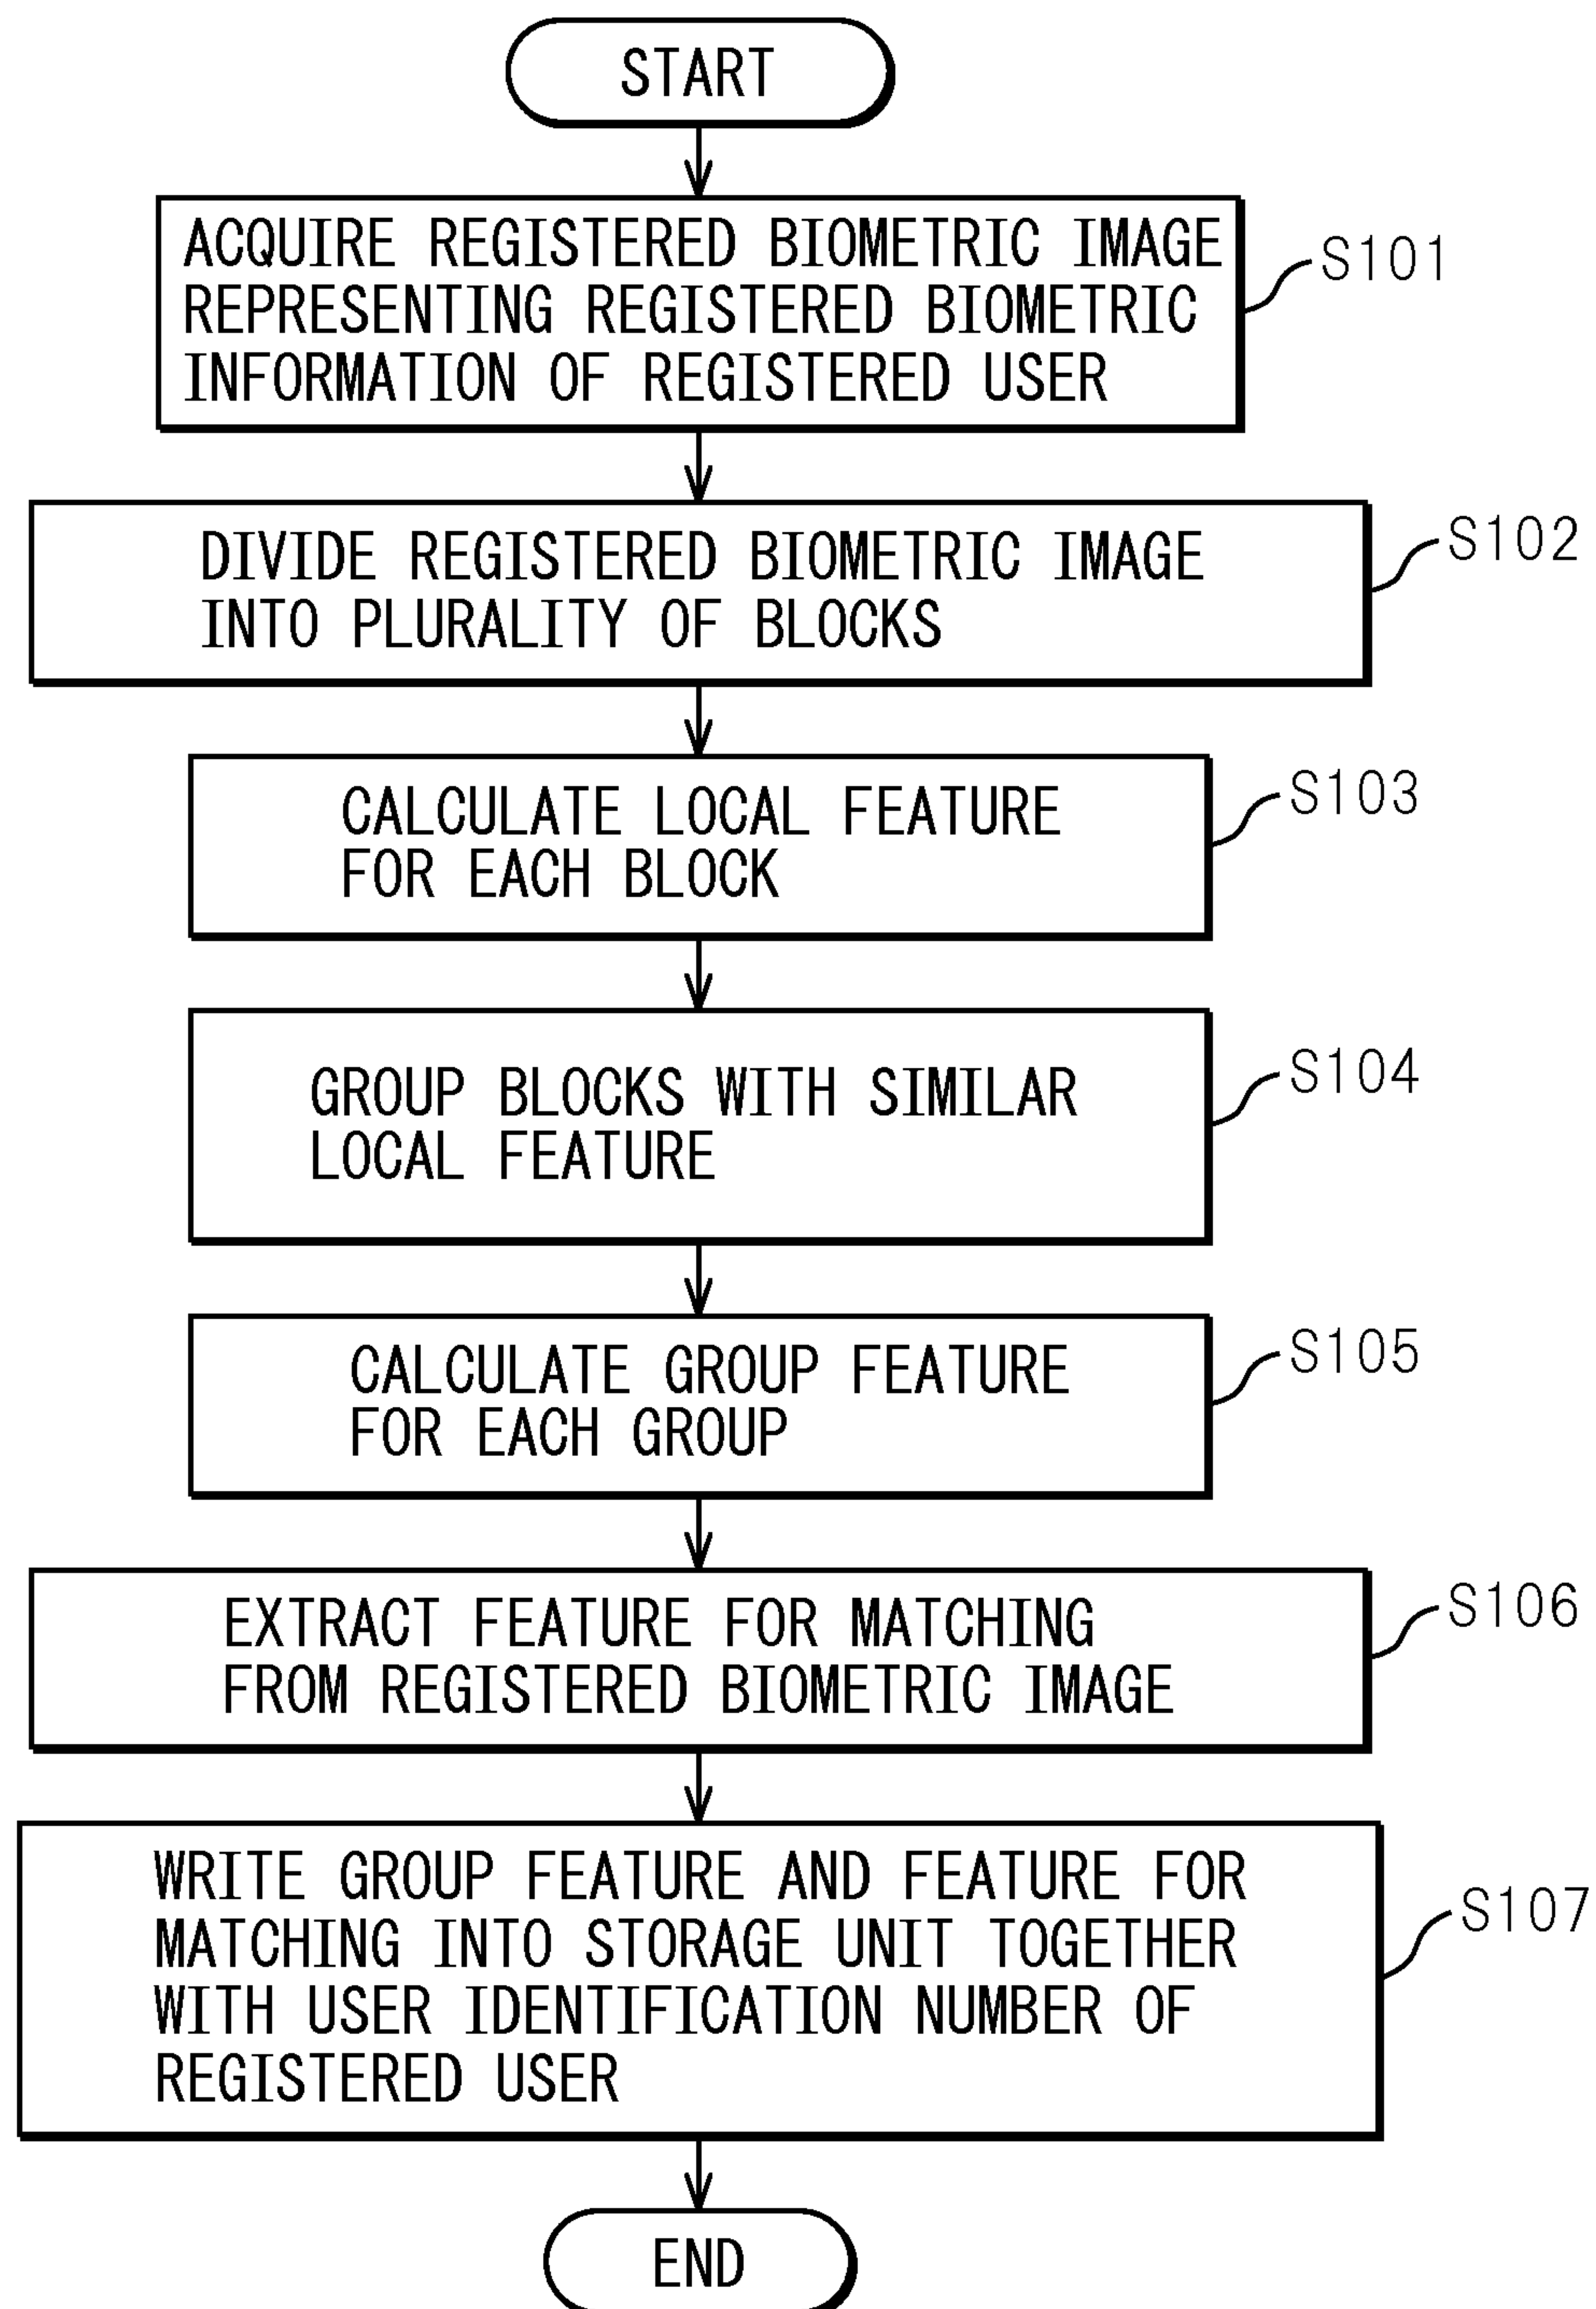 START
ACQUIRE REGISTERED BIOMETRIC IMAGE
REPRESENTING REGISTERED BIOMETRIC
INFORMATION OF REGISTERED USER
S101
DIVIDE REGISTERED BIOMETRIC IMAGE
INTO PLURALITY OF BLOCKS
S102
CALCULATE LOCAL FEATURE
FOR EACH BLOCK
S103
GROUP BLOCKS WITH SIMILAR
LOCAL FEATURE
S104
CALCULATE GROUP FEATURE
FOR EACH GROUP
S105
EXTRACT FEATURE FOR MATCHING
FROM REGISTERED BIOMETRIC IMAGE
S106
WRITE GROUP FEATURE AND FEATURE FOR
MATCHING INTO STORAGE UNIT TOGETHER
WITH USER IDENTIFICATION NUMBER OF
REGISTERED USER
S107
END